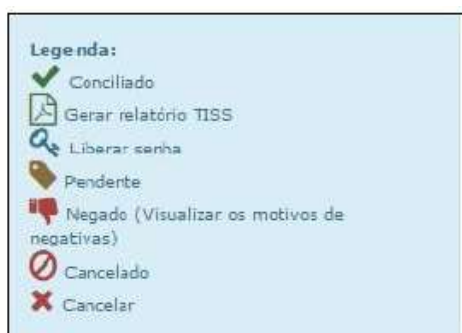 Legenda:
Conciliado
Gerar relatório TISS
Liberar senha
Pendente
Negado (Visualizar os motivos de
negativas)
Cancelado
Cancelar